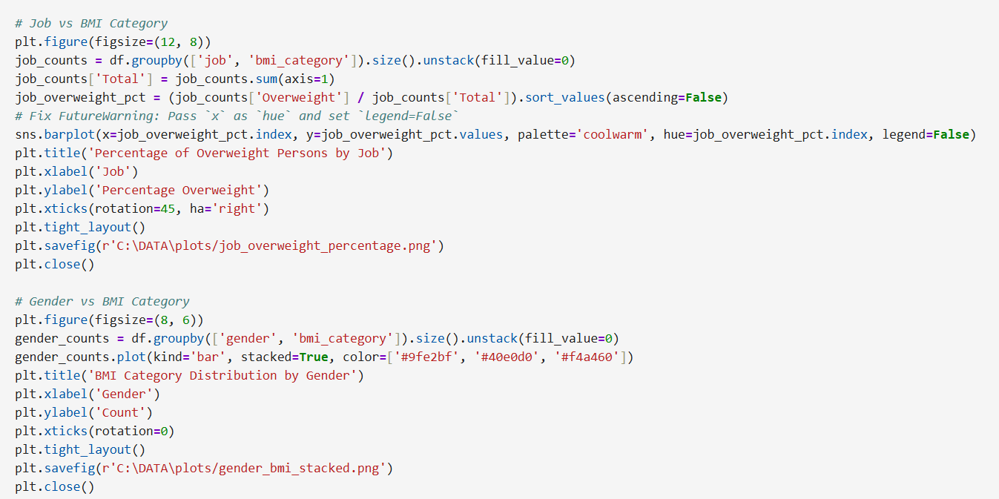 # Job vs BMI Category
plt.figure(figsize=(12, 8))
job_counts = df.groupby(['job', 'bmi_category']).size().unstack(fill_value=0)
job_counts['Total'] = job_counts.sum(axis=1)
job_overweight_pct = (job_counts['Overweight'] / job_counts['Total']).sort_values(ascending=False)
# Fix FutureWarning: Pass `x` as `hue` and set `legend=False`
sns.barplot(x=job_overweight_pct.index, y=job_overweight_pct.values, palette='coolwarm', hue=job_overweight_pct.index, legend=False)
plt.title('Percentage of Overweight Persons by Job')
plt.xlabel('Job')
plt.ylabel('Percentage Overweight')
plt.xticks(rotation=45, ha='right')
plt.tight_layout()
plt.savefig(r'C:\DATA\plots/job_overweight_percentage.png')
plt.close()

# Gender vs BMI Category
plt.figure(figsize=(8, 6))
gender_counts = df.groupby(['gender', 'bmi_category']).size().unstack(fill_value=0)
gender_counts.plot(kind='bar', stacked=True, color=['#9fe2bf', '#40e0d0', '#f4a460'])
plt.title('BMI Category Distribution by Gender')
plt.xlabel('Gender')
plt.ylabel('Count')
plt.xticks(rotation=0)
plt.tight_layout()
plt.savefig(r'C:\DATA\plots/gender_bmi_stacked.png')
plt.close()